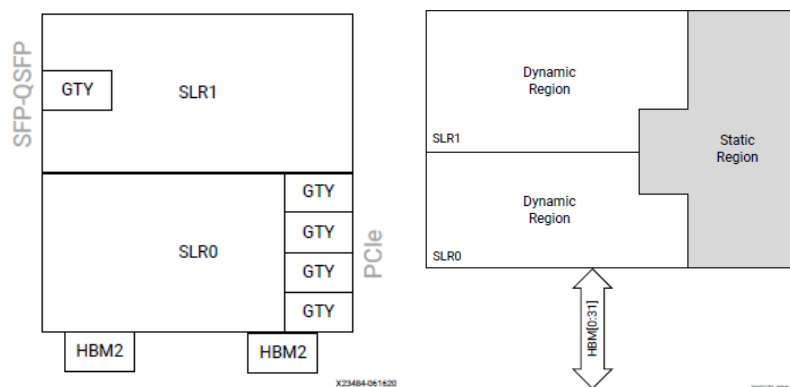 SFP-QSFP
GTY
SLR1
SLR0
GTY
GTY
GTY
GTY
PCIe
HBM2
HBM2
X23484-061620
Dynamic
Region
SLR1
Dynamic
Region
SLR0
Static
Region
HBM[0:31]